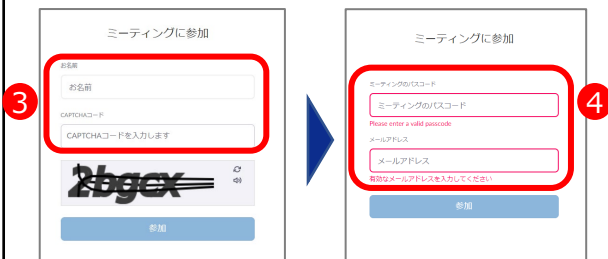 ミーティングに参加
お名前
お名前
CAPTCHAコード
CAPTCHAコードを入力します
2bgcx
参加
3
ミーティングに参加
ミーティングのパスコード
ミーティングのパスコード
Please enter a valid passcode
メールアドレス
メールアドレス
有効なメールアドレスを入力してください
参加
4